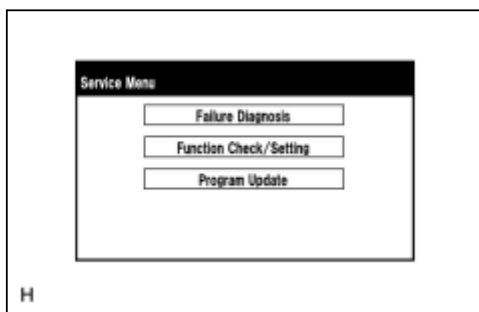 Service Menu
Failure Diagnosis
Function Check/Setting
Program Update
H